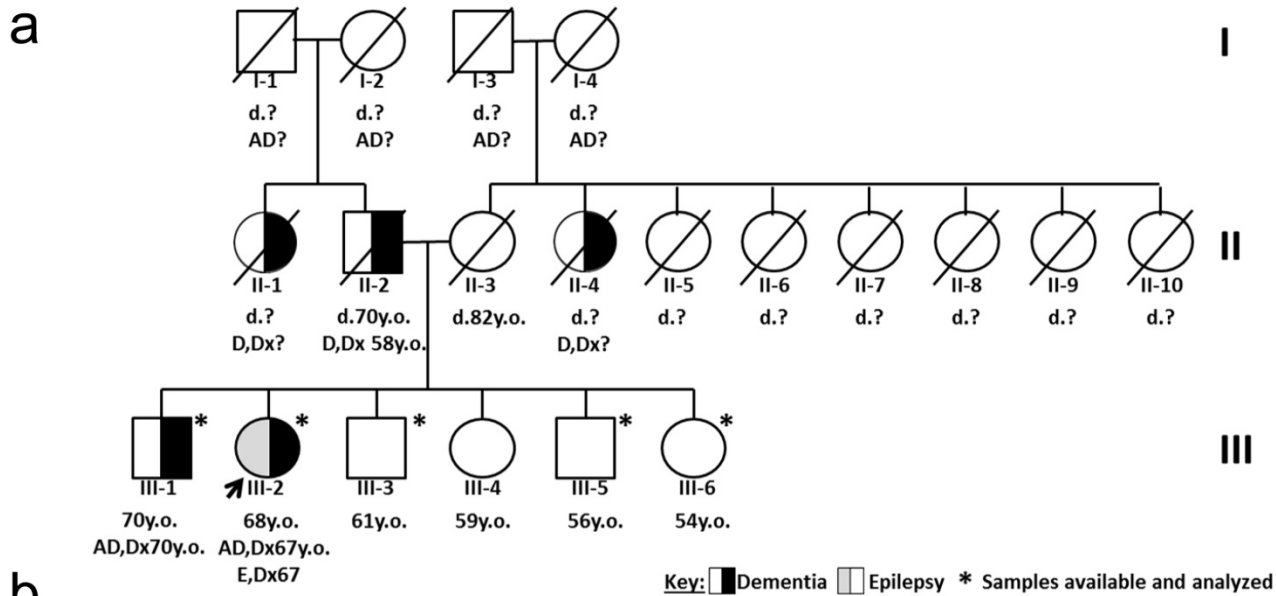 a
I
I-1 I-2 I-3 I-4
d.? d.? d.? d.?
AD? AD? AD? AD?
II
II-1 II-2 II-3 II-4 II-5 II-6 II-7 II-8 II-9 II-10
d.? d.70y.o. d.82y.o. d.? d.? d.? d.? d.? d.? d.?
D,Dx? D,Dx 58y.o. D,Dx?
* * * * *
III
III-1 III-2 III-3 III-4 III-5 III-6
70y.o. 68y.o. 61y.o. 59y.o. 56y.o. 54y.o.
AD,Dx70y.o. AD,Dx67y.o.
E,Dx67
b
Key: Dementia Epilepsy * Samples available and analyzed